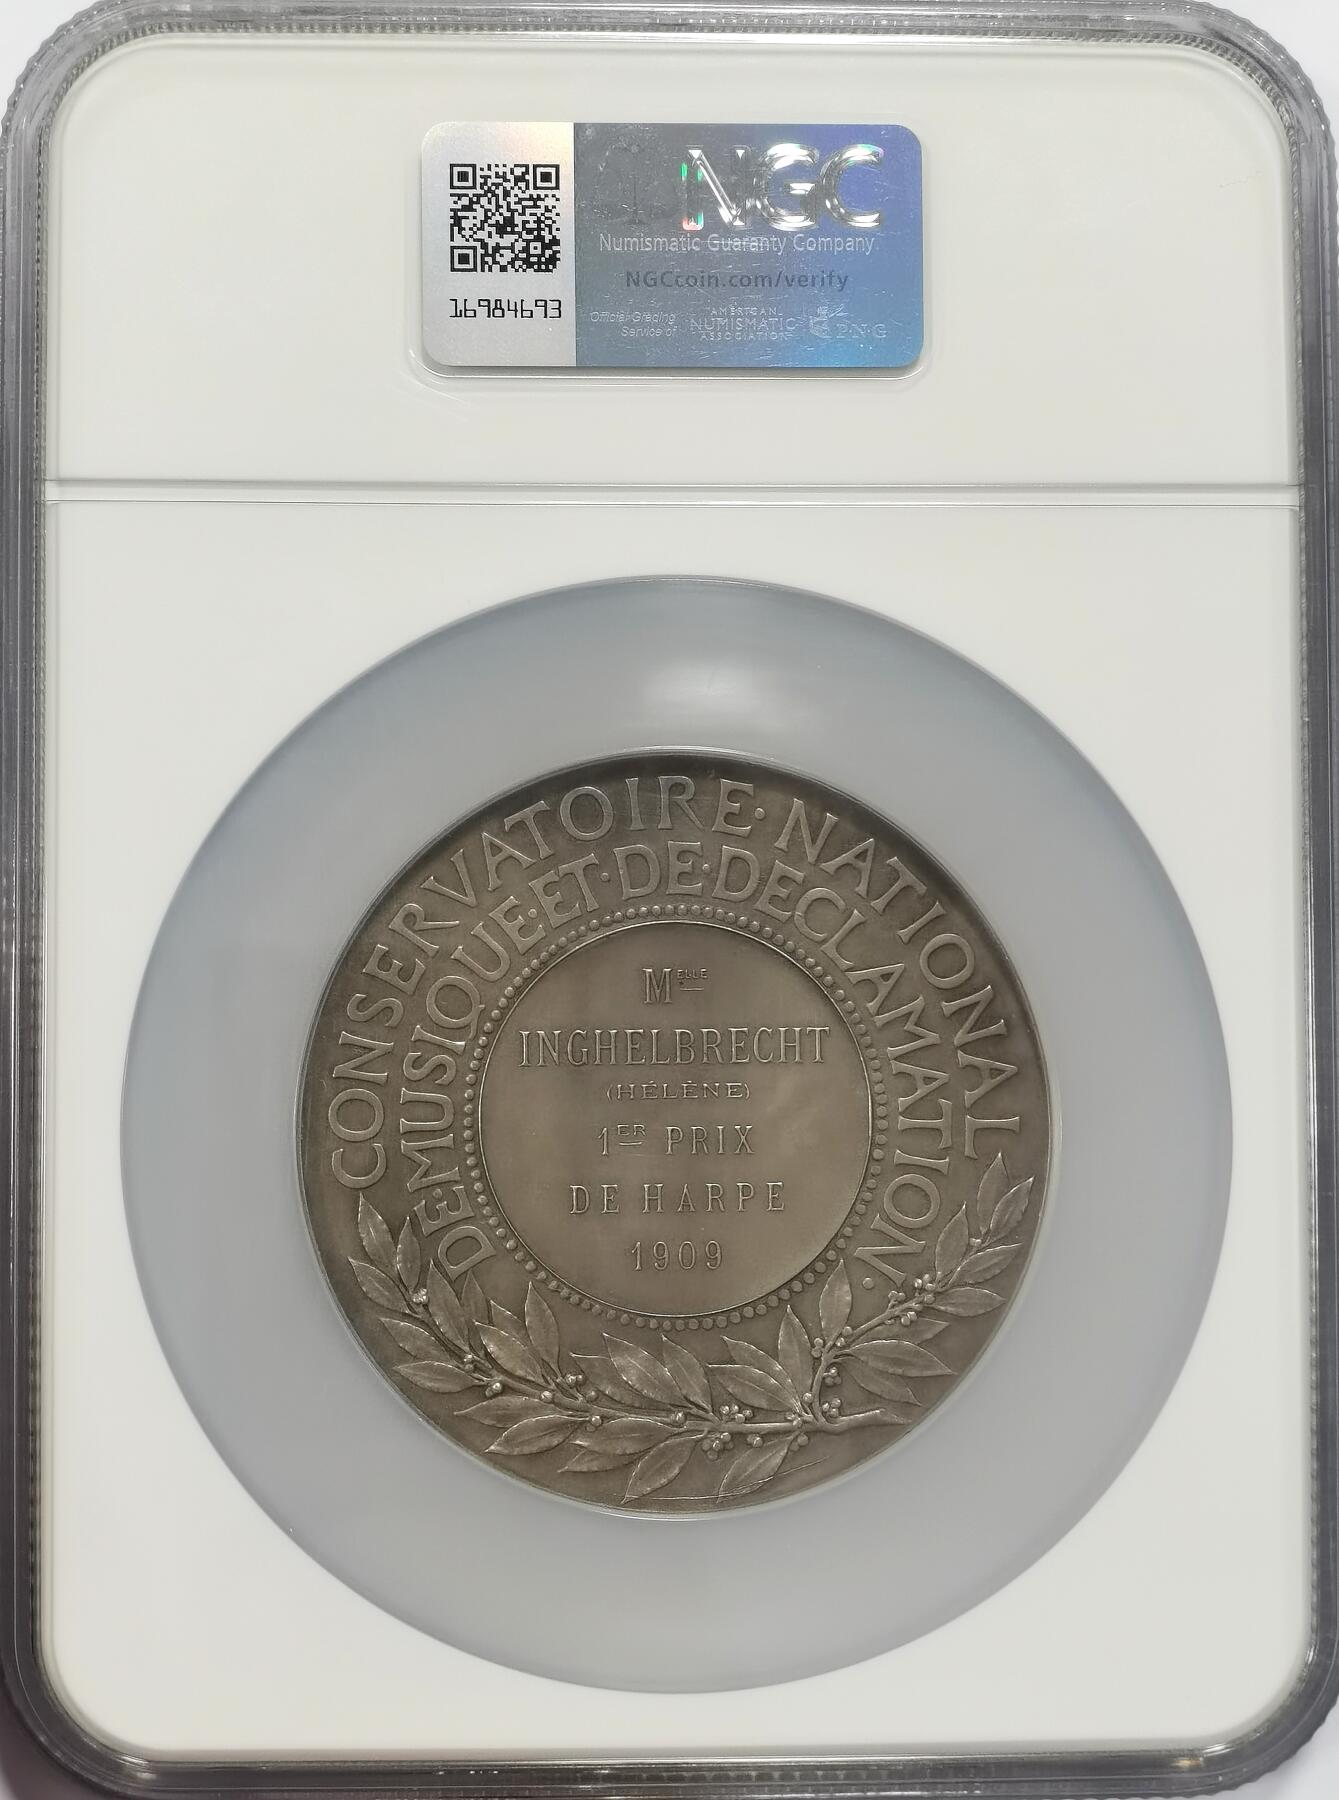 NGC
Numismatic Guaranty Company
NGCcoin.com/verify
Official Grading
Service of
AMERICAN
NUMISMATIC
ASSOCIATION
PNG
16984693
CONSERVATOIRE · NATIONAL
DE · MUSIQUE · ET · DE · DECLAMATION ·
MELLE
INGHELBRECHT
(HÉLÈNE)
1ER PRIX
DE HARPE
1909